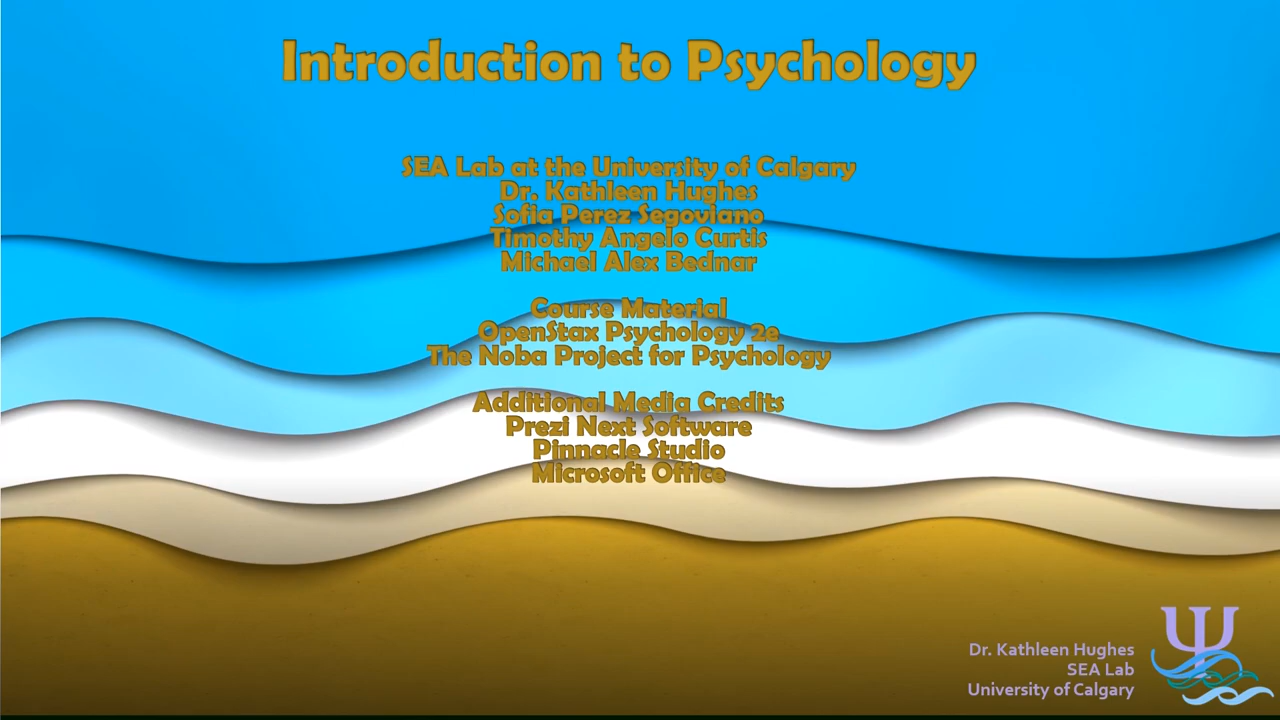 Introduction to Psychology
SEA Lab at the University of Calgary
Dr. Kathleen Hughes
Sofia Perez Segoviano
Timothy Angelo Curtis
Michael Alex Bednar
Course Material
OpenStax Psychology 2e
The Noba Project for Psychology
Additional Media Credits
Prezi Next Software
Pinnacle Studio
Microsoft Office
Dr. Kathleen Hughes
SEA Lab
University of Calgary